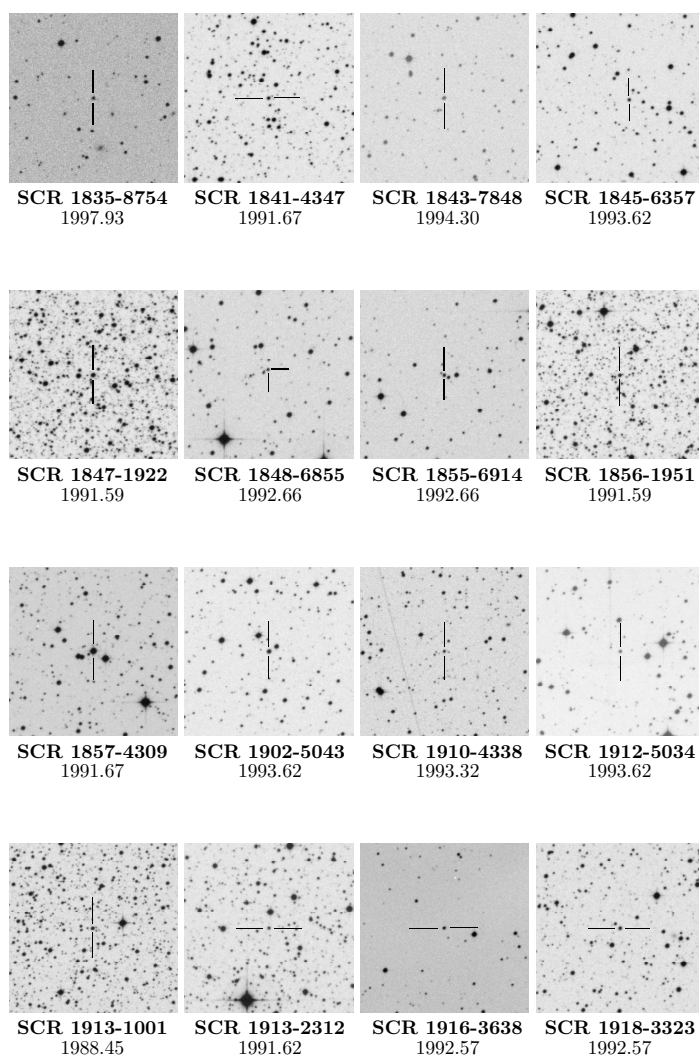 SCR 1835-8754 SCR 1841-4347 SCR 1843-7848 SCR 1845-6357
1997.93 1991.67 1994.30 1993.62
SCR 1847-1922 SCR 1848-6855 SCR 1855-6914 SCR 1856-1951
1991.59 1992.66 1992.66 1991.59
SCR 1857-4309 SCR 1902-5043 SCR 1910-4338 SCR 1912-5034
1991.67 1993.62 1993.32 1993.62
SCR 1913-1001 SCR 1913-2312 SCR 1916-3638 SCR 1918-3323
1988.45 1991.62 1992.57 1992.57